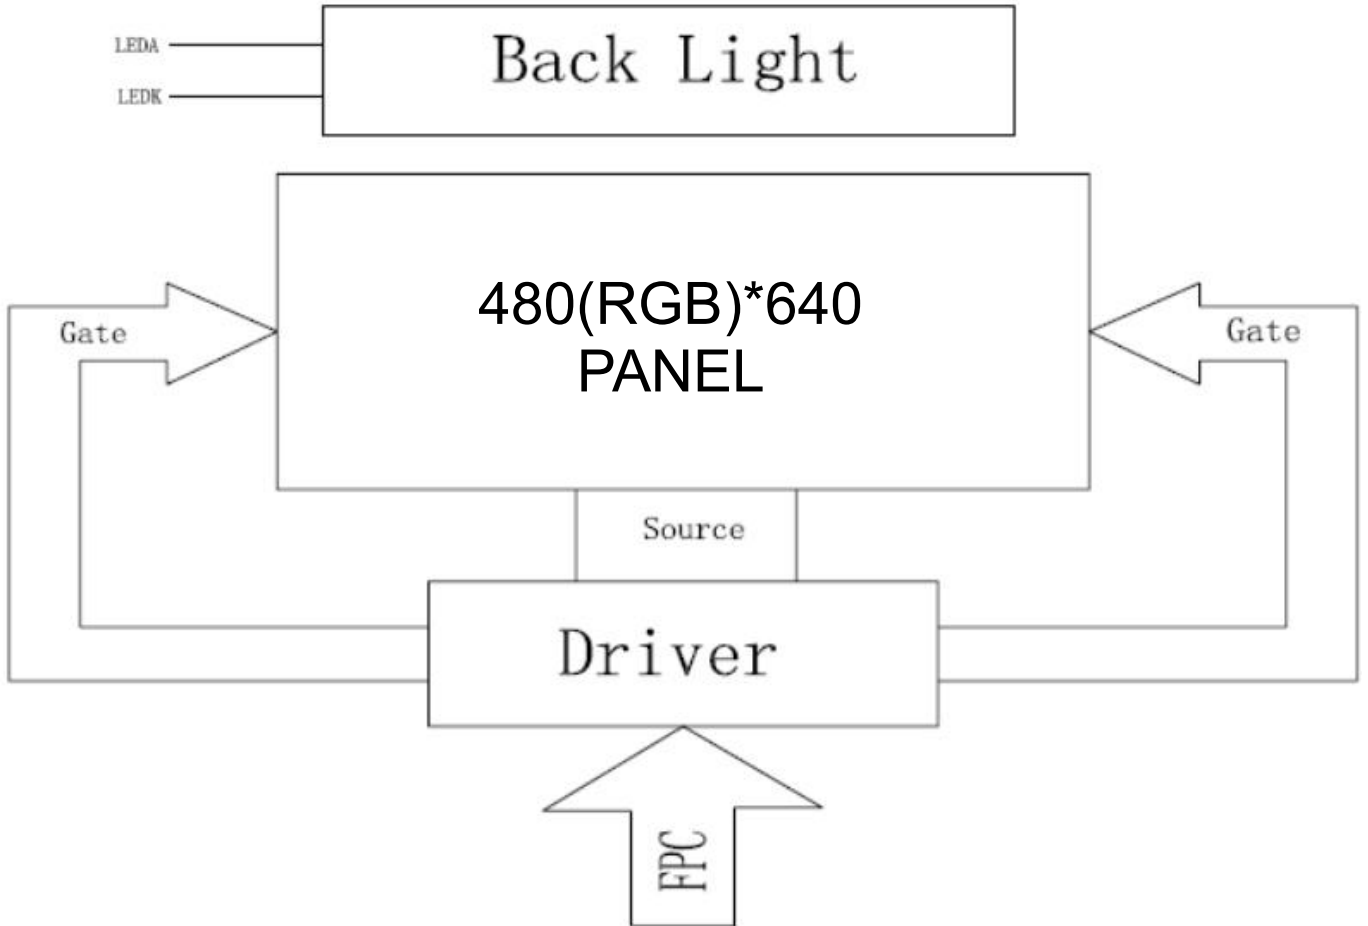 LEDA
LEDK
Back Light
480(RGB)*640
PANEL
Gate
Gate
Source
Driver
FPC